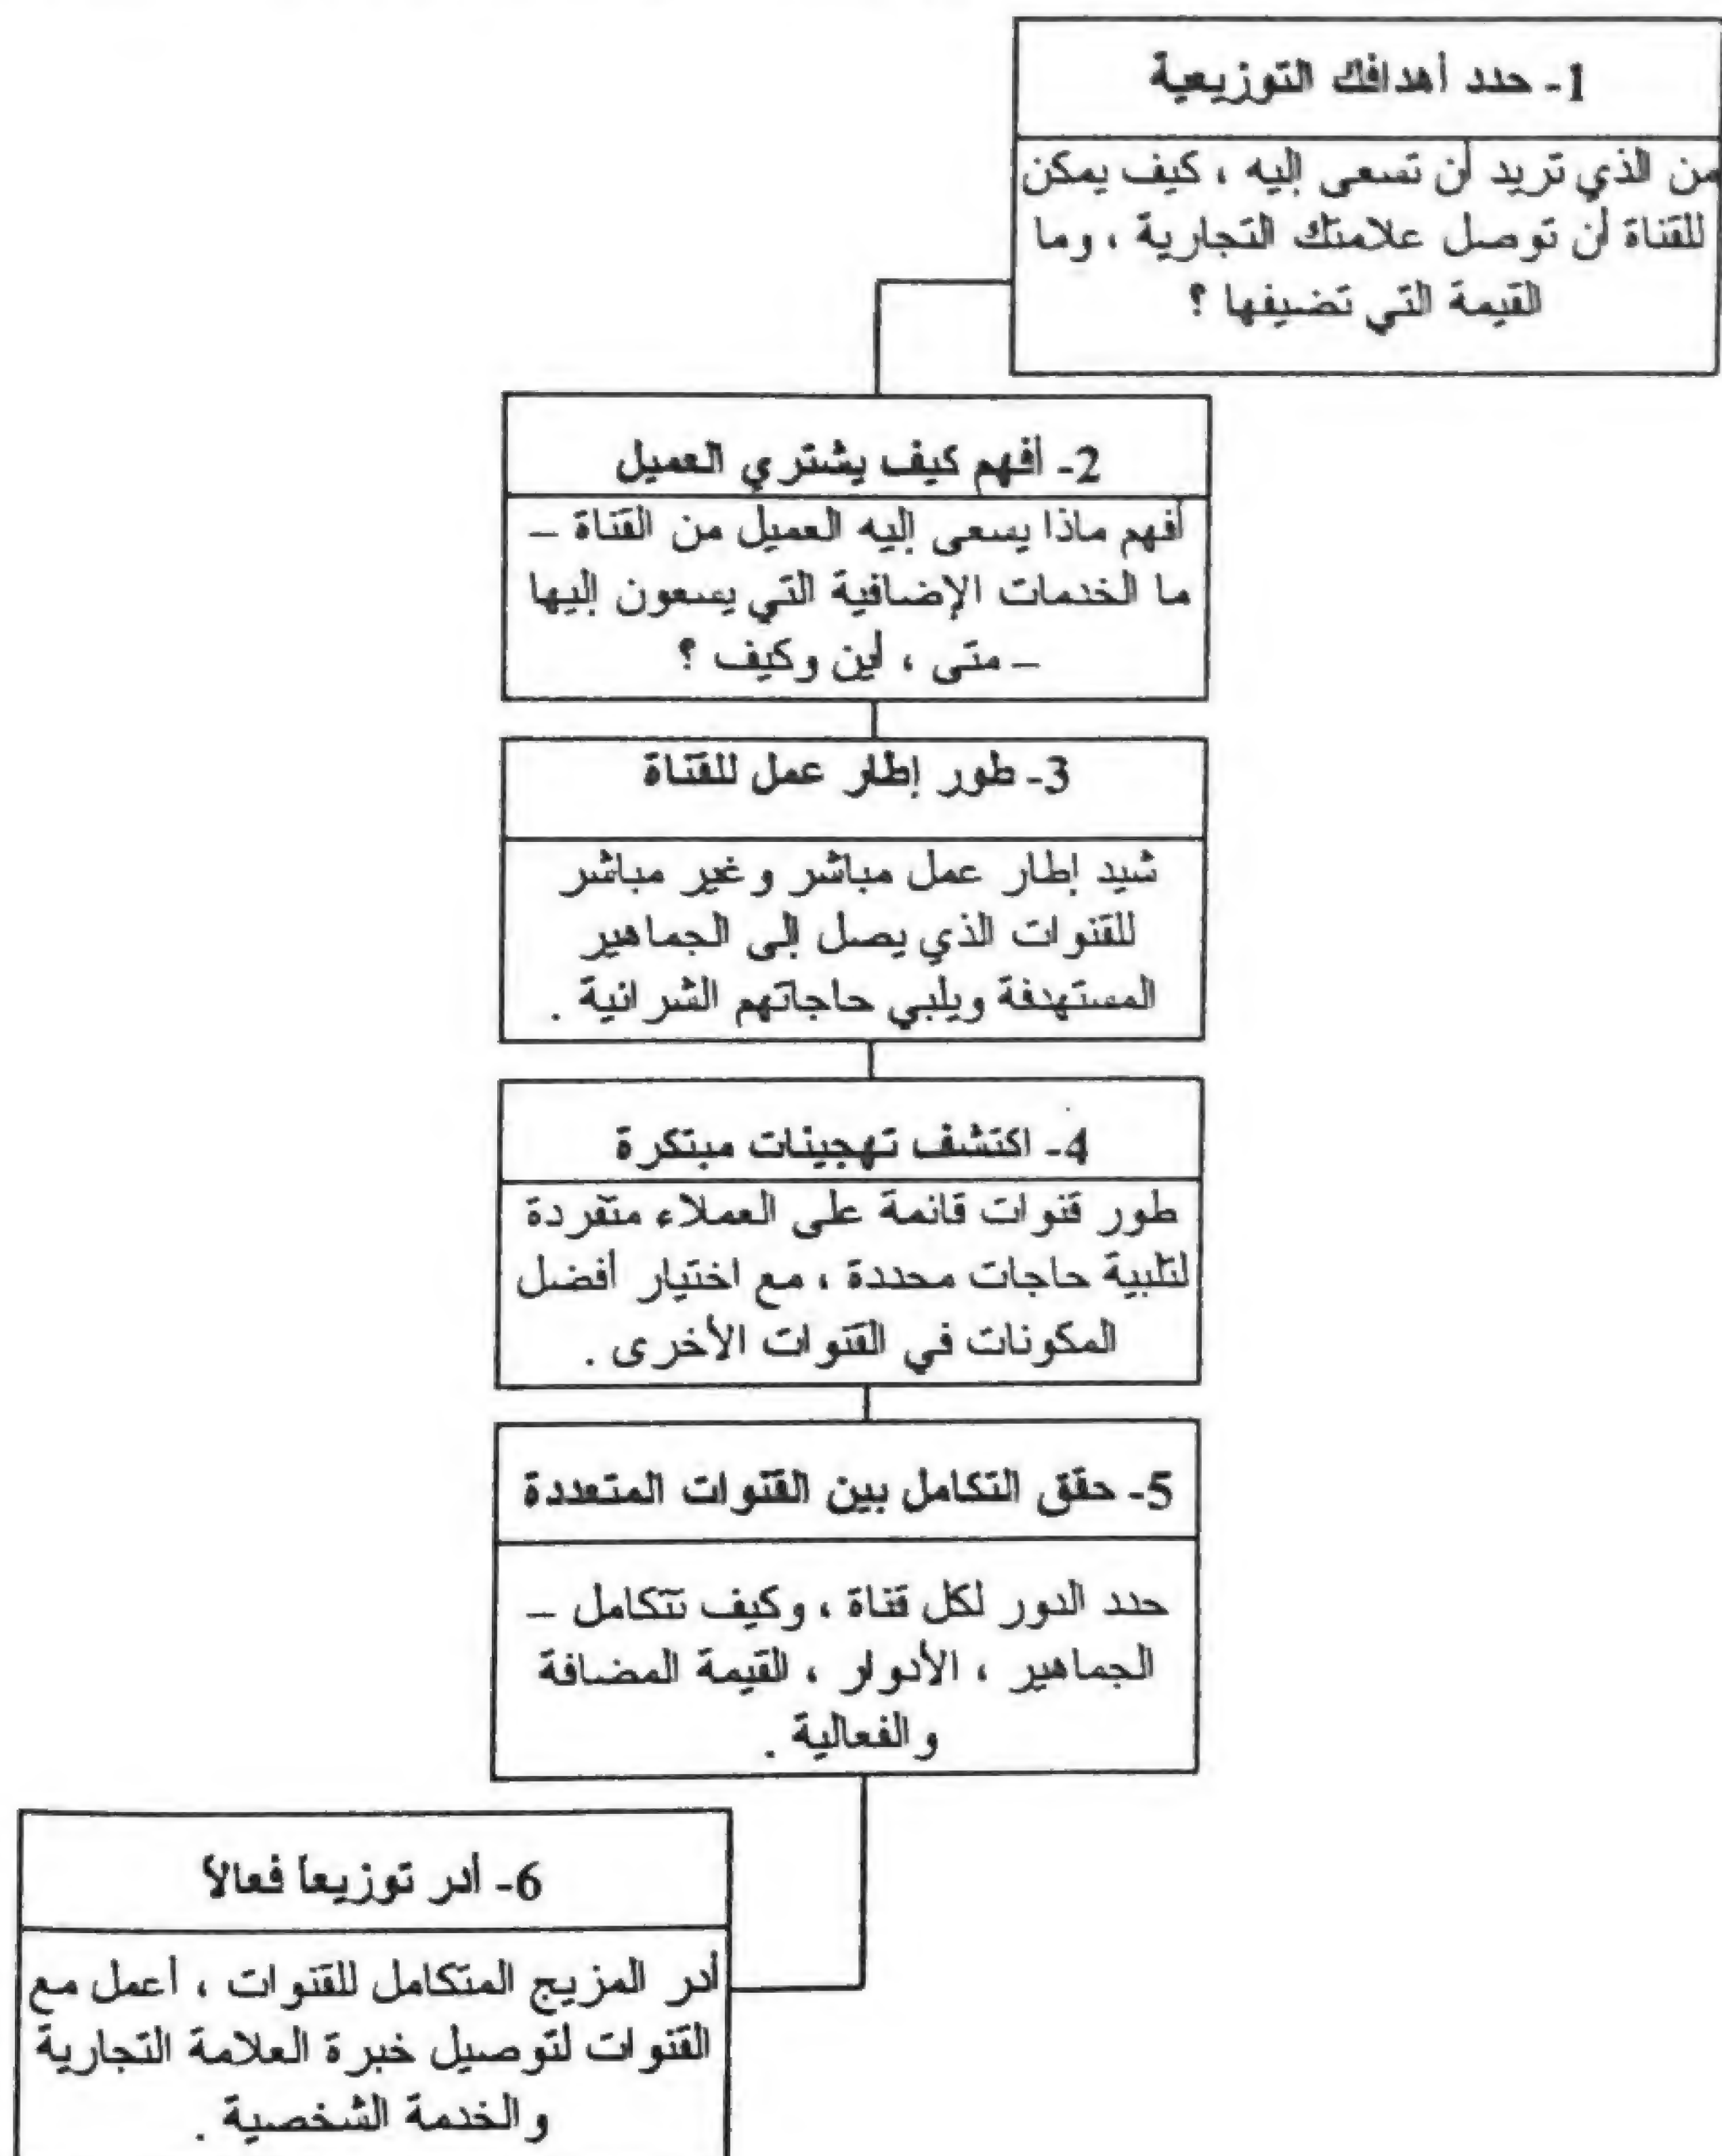 1- حدد أهدافك التوزيعية
من الذي تريد أن تسعى إليه ، كيف يمكن
للقناة أن توصل علامتك التجارية ، وما
القيمة التي تضيفها ؟
2- أفهم كيف يشتري العميل
أفهم ماذا يسعى إليه العميل من القناة –
ما الخدمات الإضافية التي يسعون إليها
– متى ، أين وكيف ؟
3- طور إطار عمل للقناة
شيد إطار عمل مباشر وغير مباشر
للقنوات الذي يصل إلى الجماهير
المستهدفة ويلبي حاجاتهم الشرائية .
4- اكتشف تهجينات مبتكرة
طور قنوات قائمة على العملاء متفردة
لتلبية حاجات محددة ، مع اختيار أفضل
المكونات في القنوات الأخرى .
5- حقق التكامل بين القنوات المتعددة
حدد الدور لكل قناة ، وكيف تتكامل –
الجماهير ، الأدوار ، القيمة المضافة
والفعالية .
6- أدر توزيعاً فعالاً
أدر المزيج المتكامل للقنوات ، أعمل مع
القنوات لتوصيل خبرة العلامة التجارية
والخدمة الشخصية .